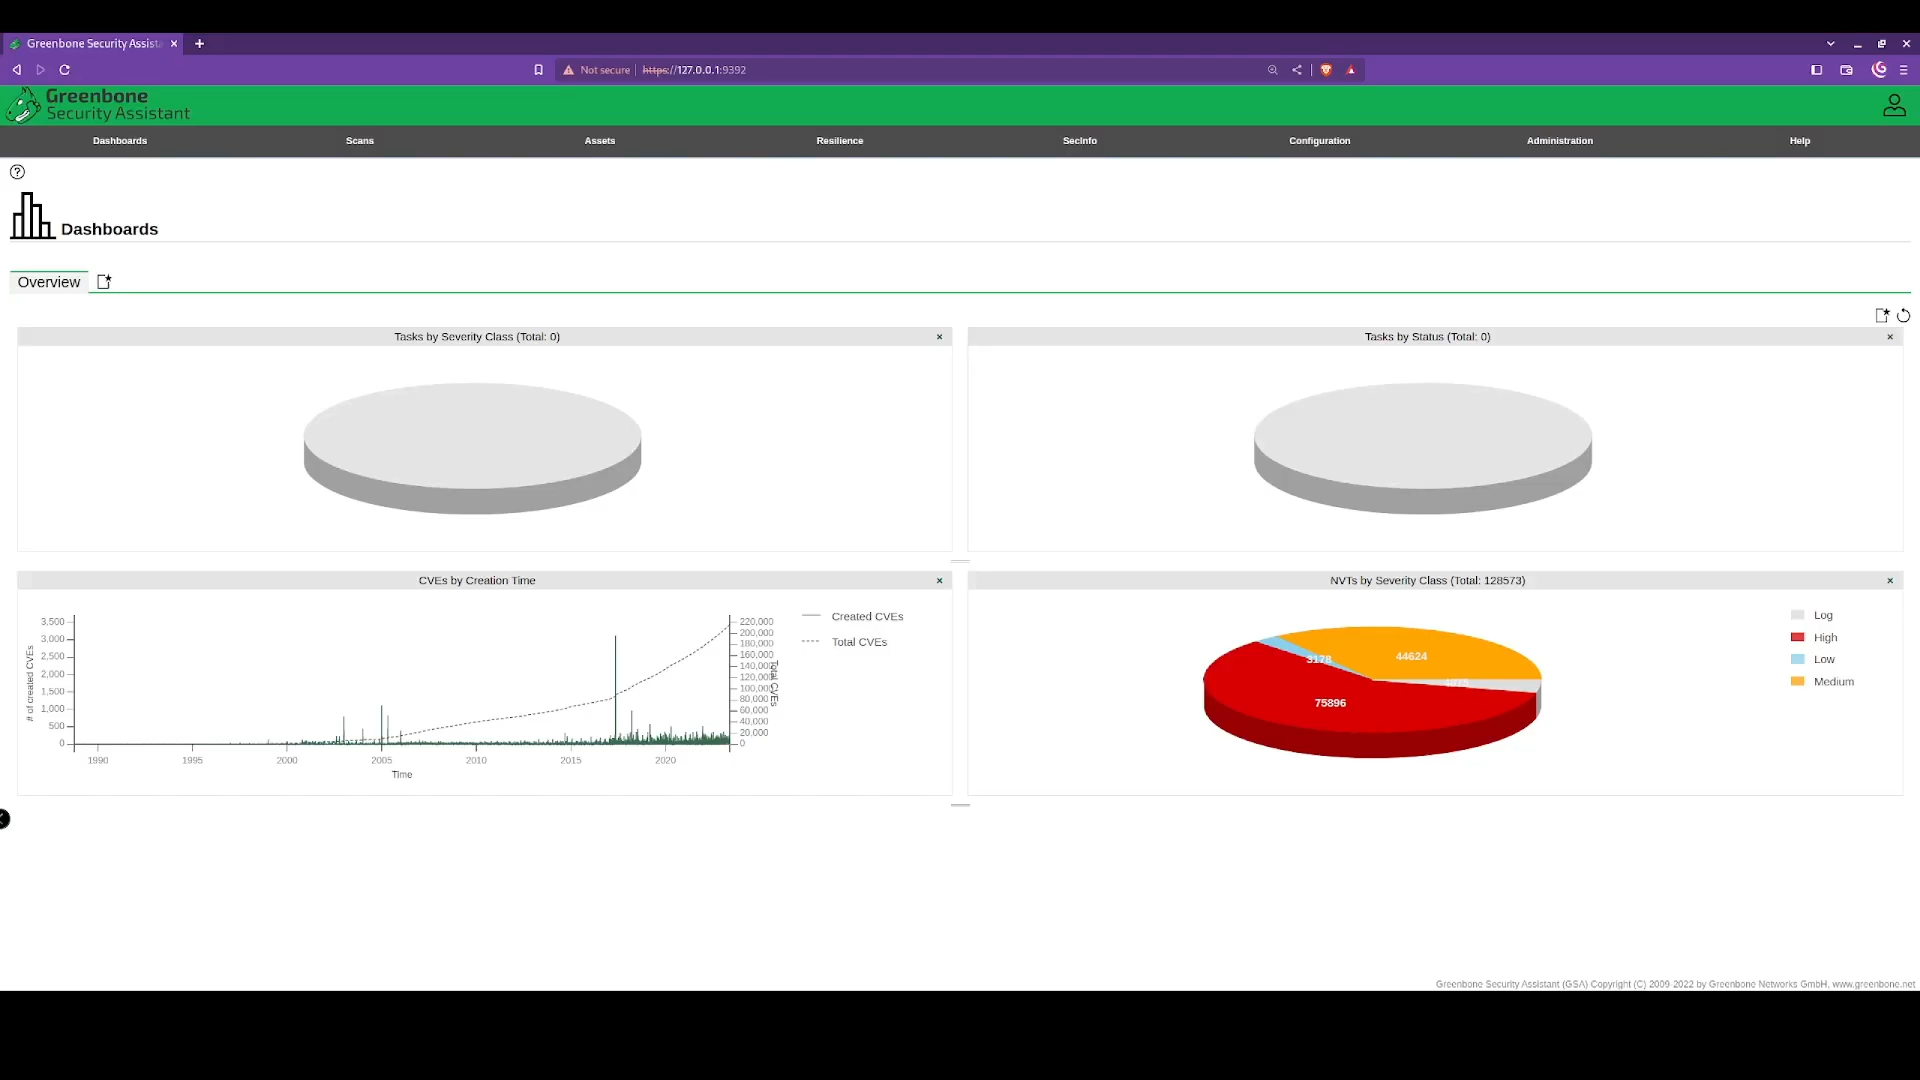 Greenbone Security Assist
Not secure
https://127.0.0.1:9392
Greenbone
Security Assistant
Dashboards
Scans
Assets
Resilience
SecInfo
Configuration
Administration
Help
Dashboards
Overview
Tasks by Severity Class (Total: 0)
×
Tasks by Status (Total: 0)
×
CVEs by Creation Time
×
# of created CVEs
3,500
3,000
2,500
2,000
1,500
1,000
500
0
1990
1995
2000
2005
2010
2015
2020
Time
220,000
200,000
180,000
160,000
140,000
120,000
100,000
80,000
60,000
40,000
20,000
0
Total CVEs
Created CVEs
Total CVEs
NVTs by Severity Class (Total: 128573)
×
3178
44624
75896
Log
High
Low
Medium
Greenbone Security Assistant (GSA) Copyright (C) 2009-2022 by Greenbone Networks GmbH, www.greenbone.net